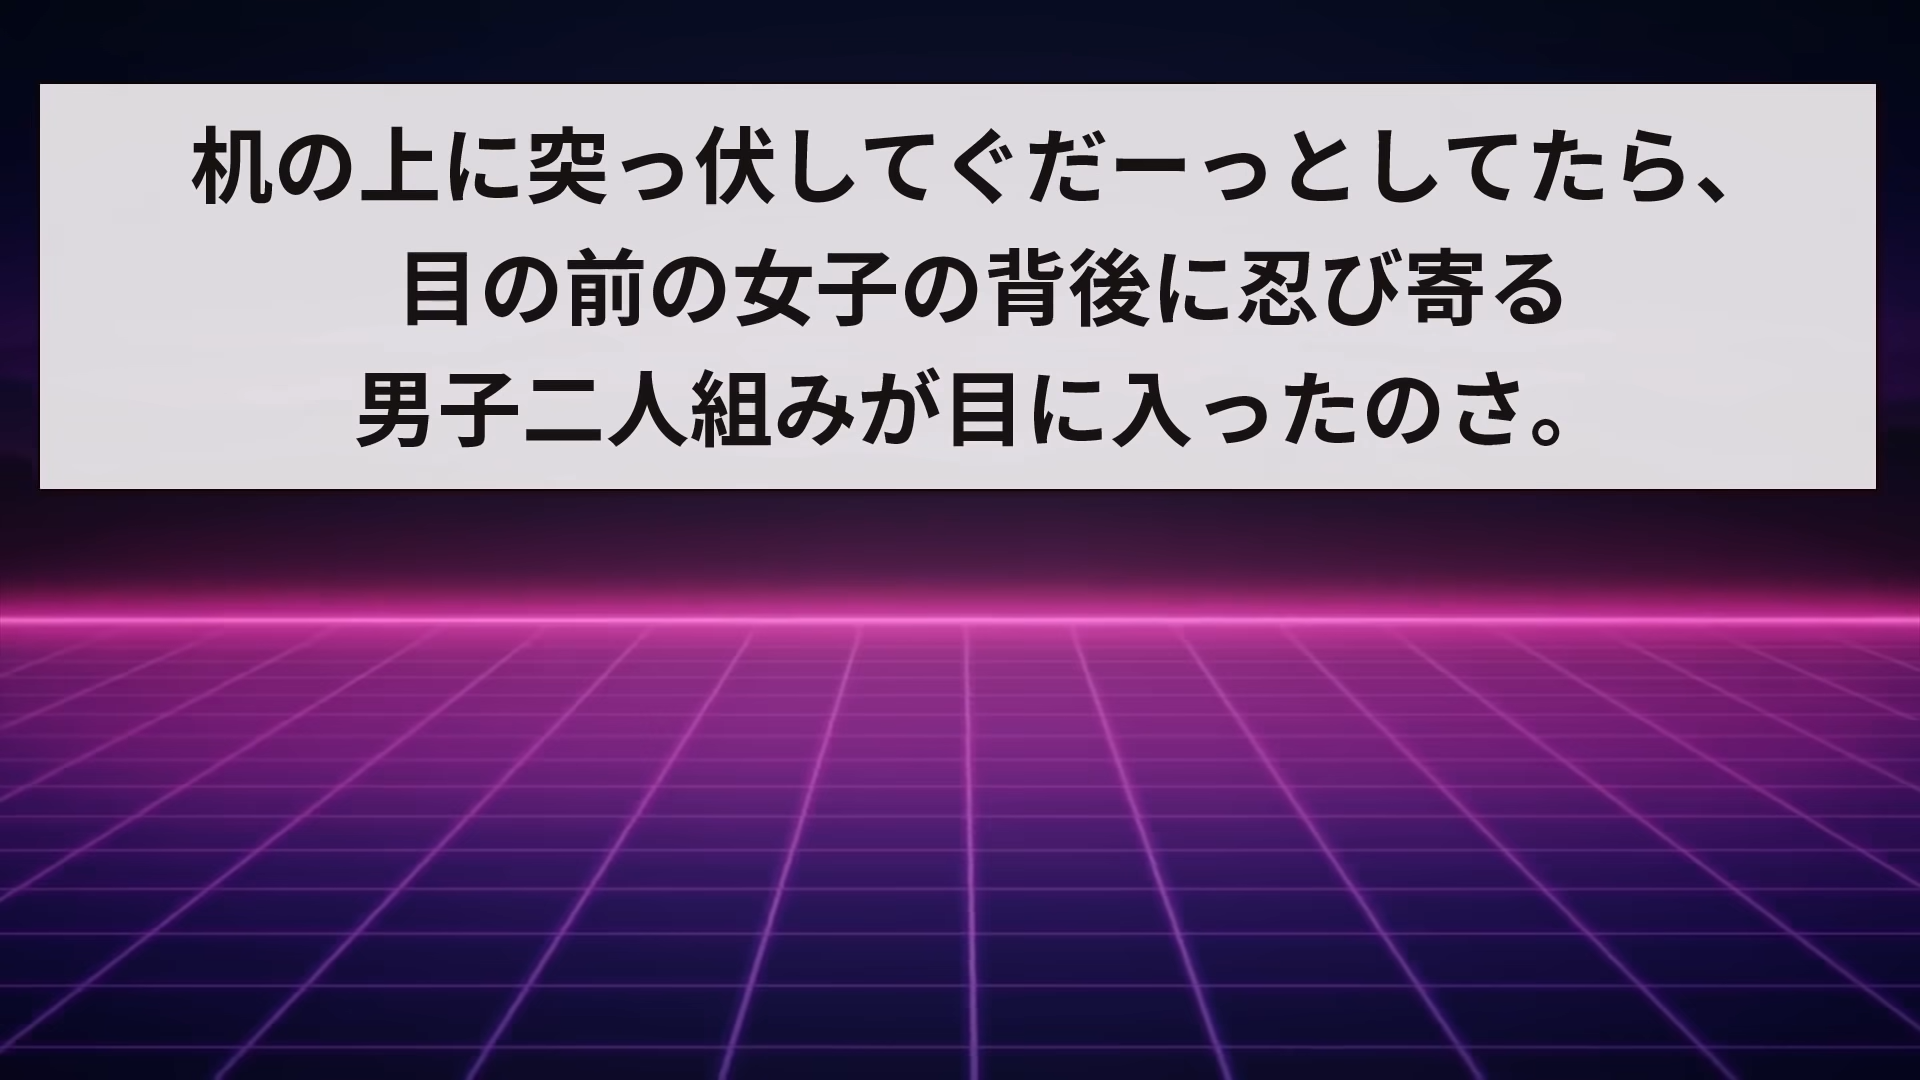 机の上に突っ伏してぐだーっとしてたら、
目の前の女子の背後に忍び寄る
男子二人組みが目に入ったのさ。